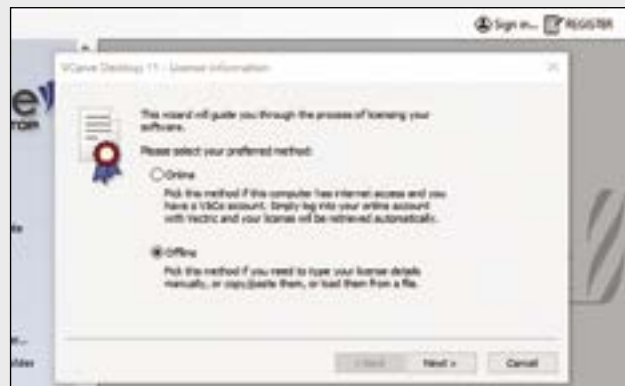 Sign in... REGISTER
VCarve Desktop 11 - License Information
This wizard will guide you through the process of licensing your
software.
Please select your preferred method:
Online
Pick this method if this computer has internet access and you
have a V&Co account. Simply log into your online account
with Vectric and your license will be retrieved automatically.
Offline
Pick this method if you need to type your license details
manually, or copy/paste them, or load them from a file.
< Back Next > Cancel